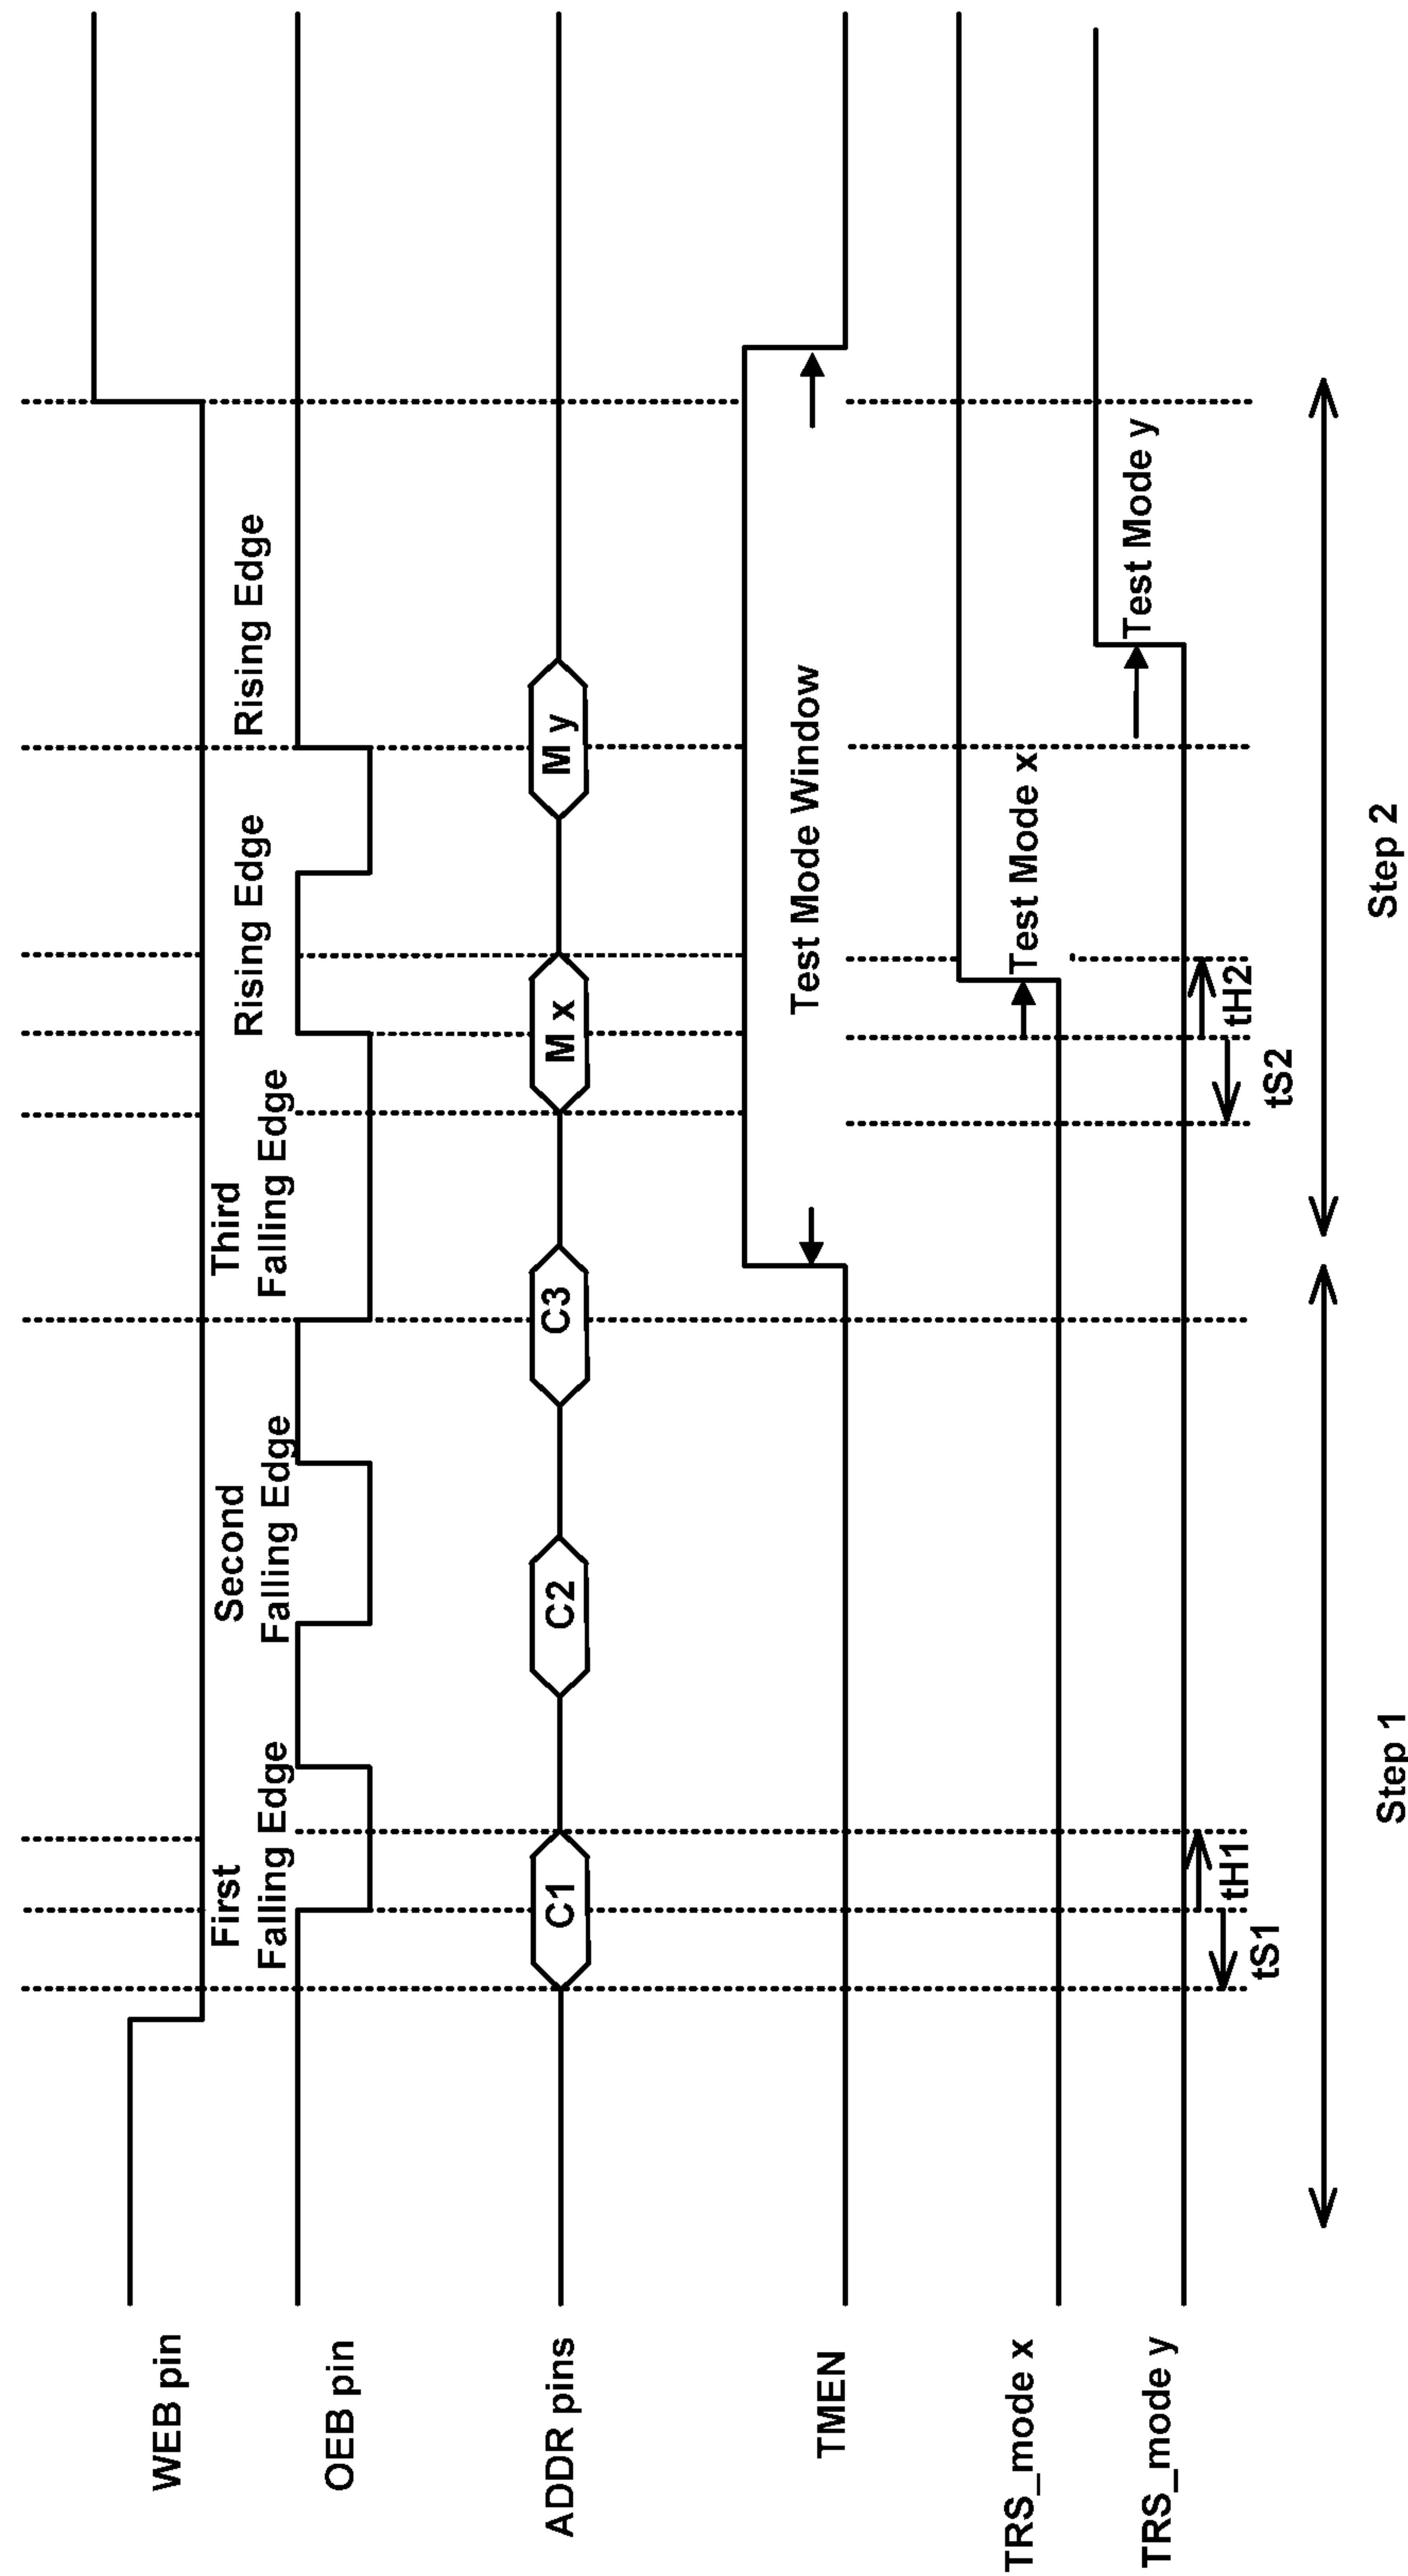 WEB pin
First
Falling Edge
Second
Falling Edge
Third
Falling Edge
Rising Edge
Rising Edge
OEB pin
ADDR pins
C1
C2
C3
M x
M y
TMEN
Test Mode Window
TRS_mode x
Test Mode x
TRS_mode y
Test Mode y
tS1
tH1
tS2
tH2
Step 1
Step 2